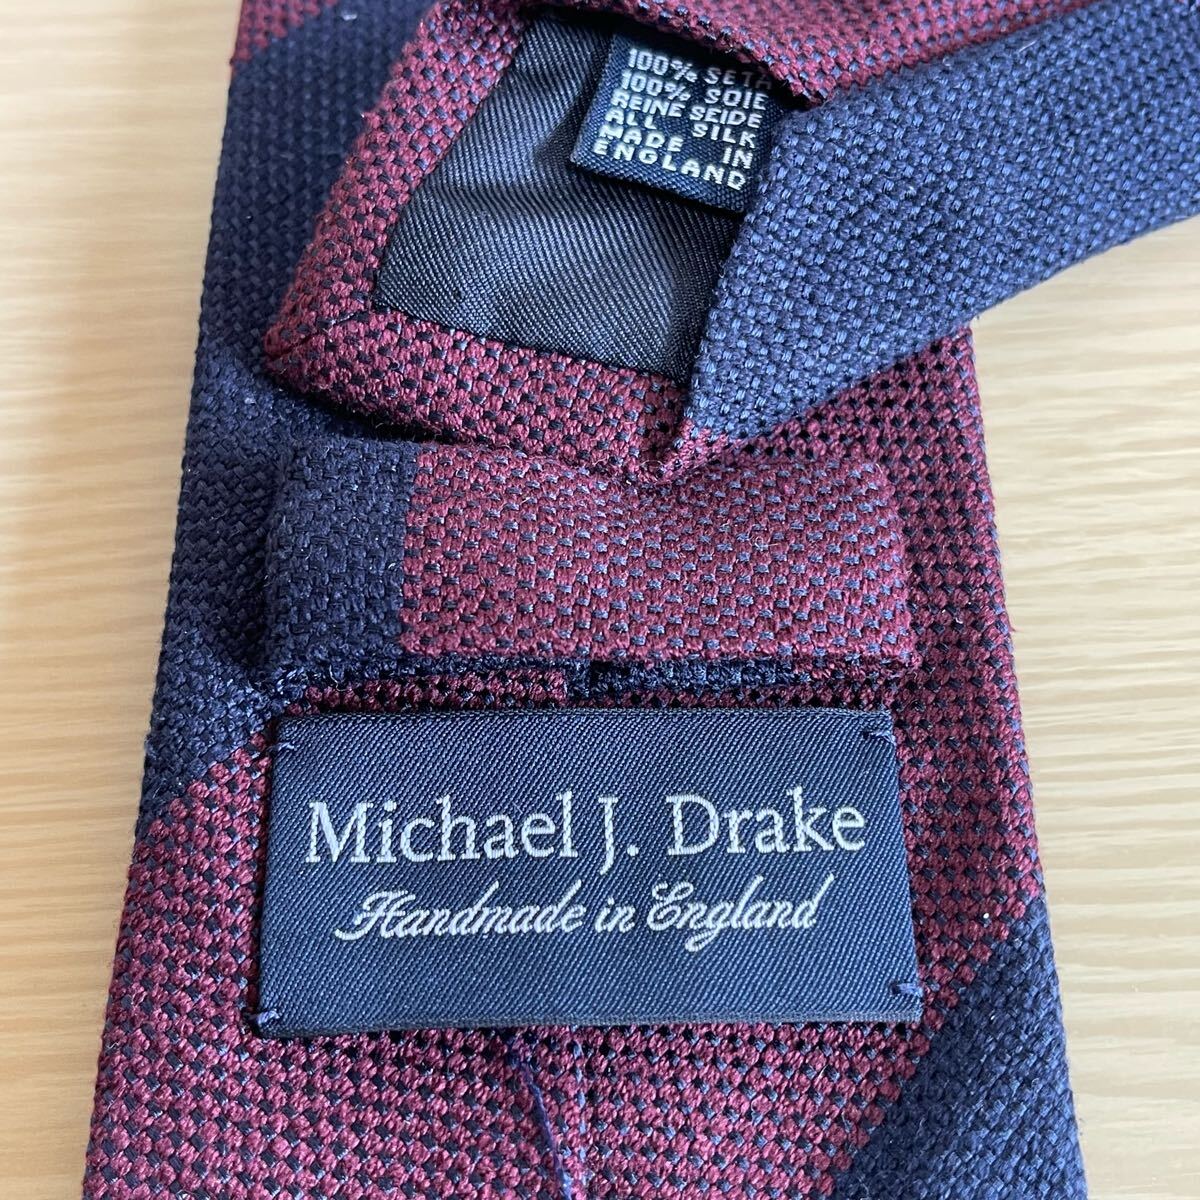 100% SETA
100% SOIE
REINE SEIDE
ALL SILK
MADE IN
ENGLAND
Michael J. Drake
Handmade in England